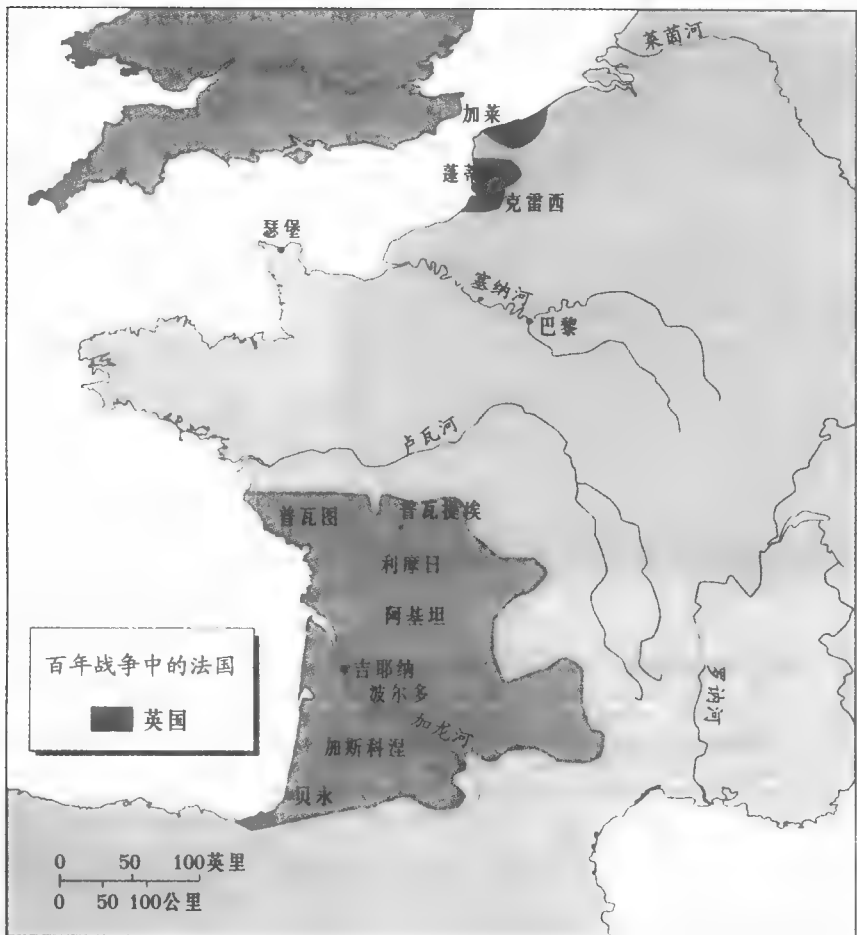 莱茵河
加莱
蓬蒂
克雷西
瑟堡
塞纳河
巴黎
卢瓦河
普瓦图
普瓦提埃
利摩日
阿基坦
吉耶纳
波尔多
加龙河
加斯科涅
贝永
罗讷河
百年战争中的法国
英国
0 50 100英里
0 50 100公里